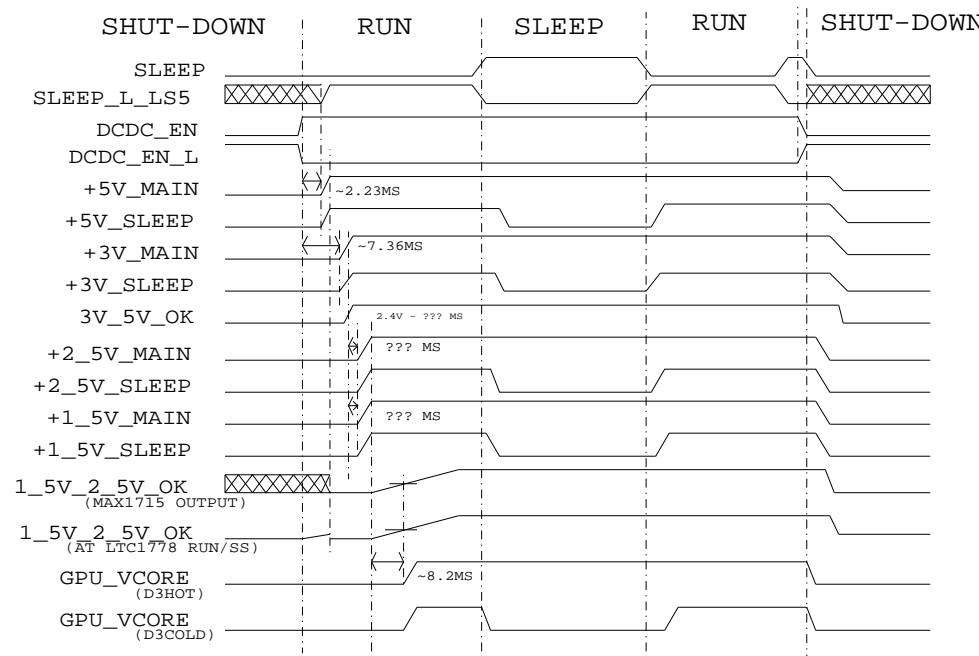 SHUT-DOWN RUN SLEEP RUN SHUT-DOWN
SLEEP
SLEEP_L_LS5
DCDC_EN
DCDC_EN_L
+5V_MAIN
~2.23MS
+5V_SLEEP
+3V_MAIN
~7.36MS
+3V_SLEEP
3V_5V_OK
2.4V - ??? MS
+2_5V_MAIN
??? MS
+2_5V_SLEEP
+1_5V_MAIN
??? MS
+1_5V_SLEEP
1_5V_2_5V_OK
(MAX1715 OUTPUT)
1_5V_2_5V_OK
(AT LTC1778 RUN/SS)
GPU_VCORE
~8.2MS
(D3HOT)
GPU_VCORE
(D3COLD)